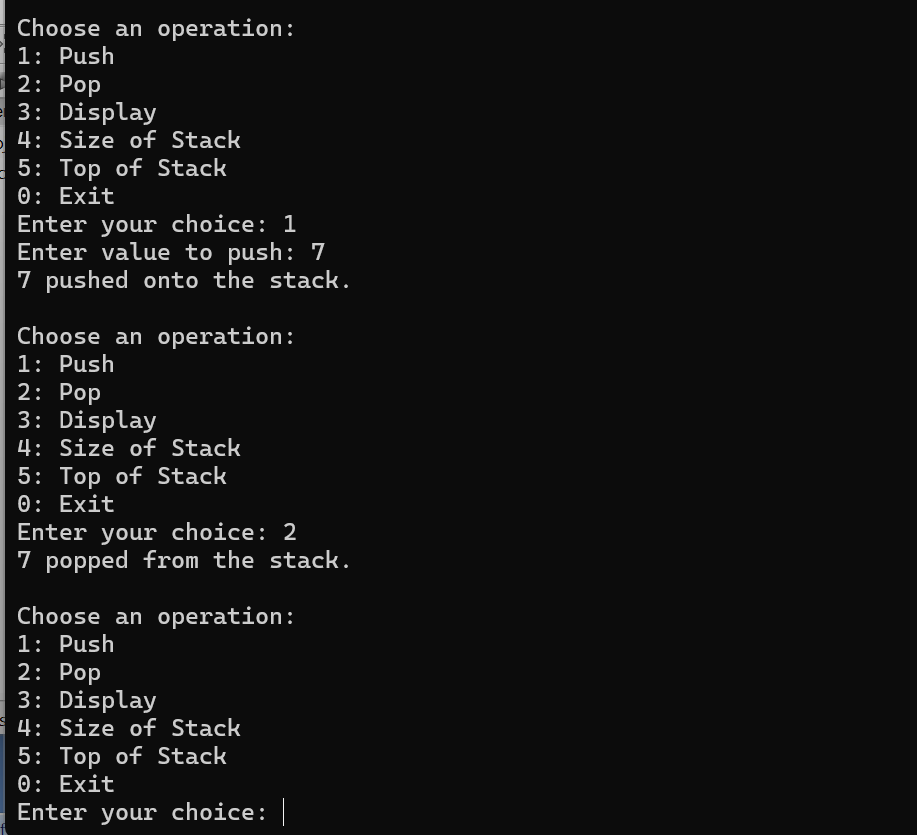 Choose an operation:
1: Push
2: Pop
3: Display
4: Size of Stack
5: Top of Stack
0: Exit
Enter your choice: 1
Enter value to push: 7
7 pushed onto the stack.

Choose an operation:
1: Push
2: Pop
3: Display
4: Size of Stack
5: Top of Stack
0: Exit
Enter your choice: 2
7 popped from the stack.

Choose an operation:
1: Push
2: Pop
3: Display
4: Size of Stack
5: Top of Stack
0: Exit
Enter your choice: